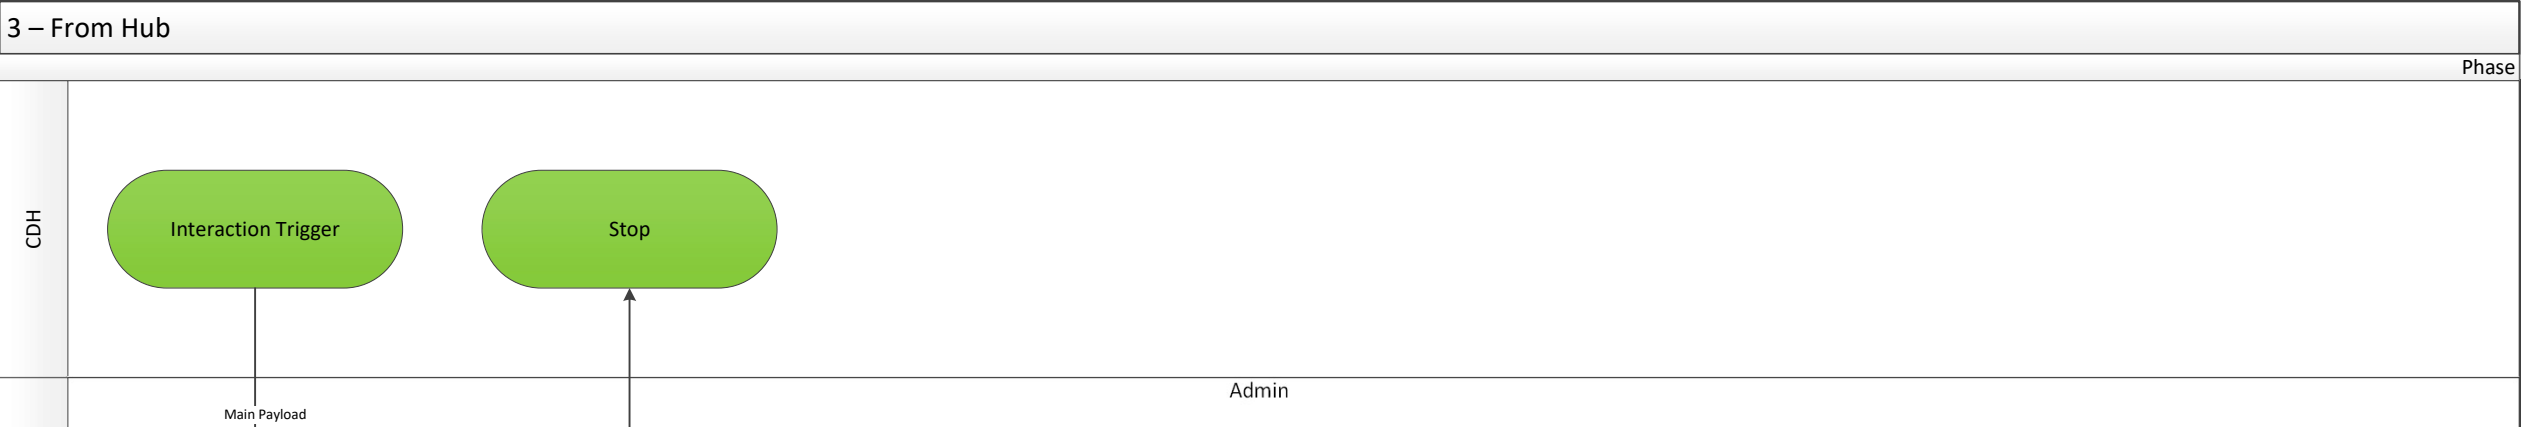 3 – From Hub
Phase
CDH
Interaction Trigger
Stop
Admin
Main Payload